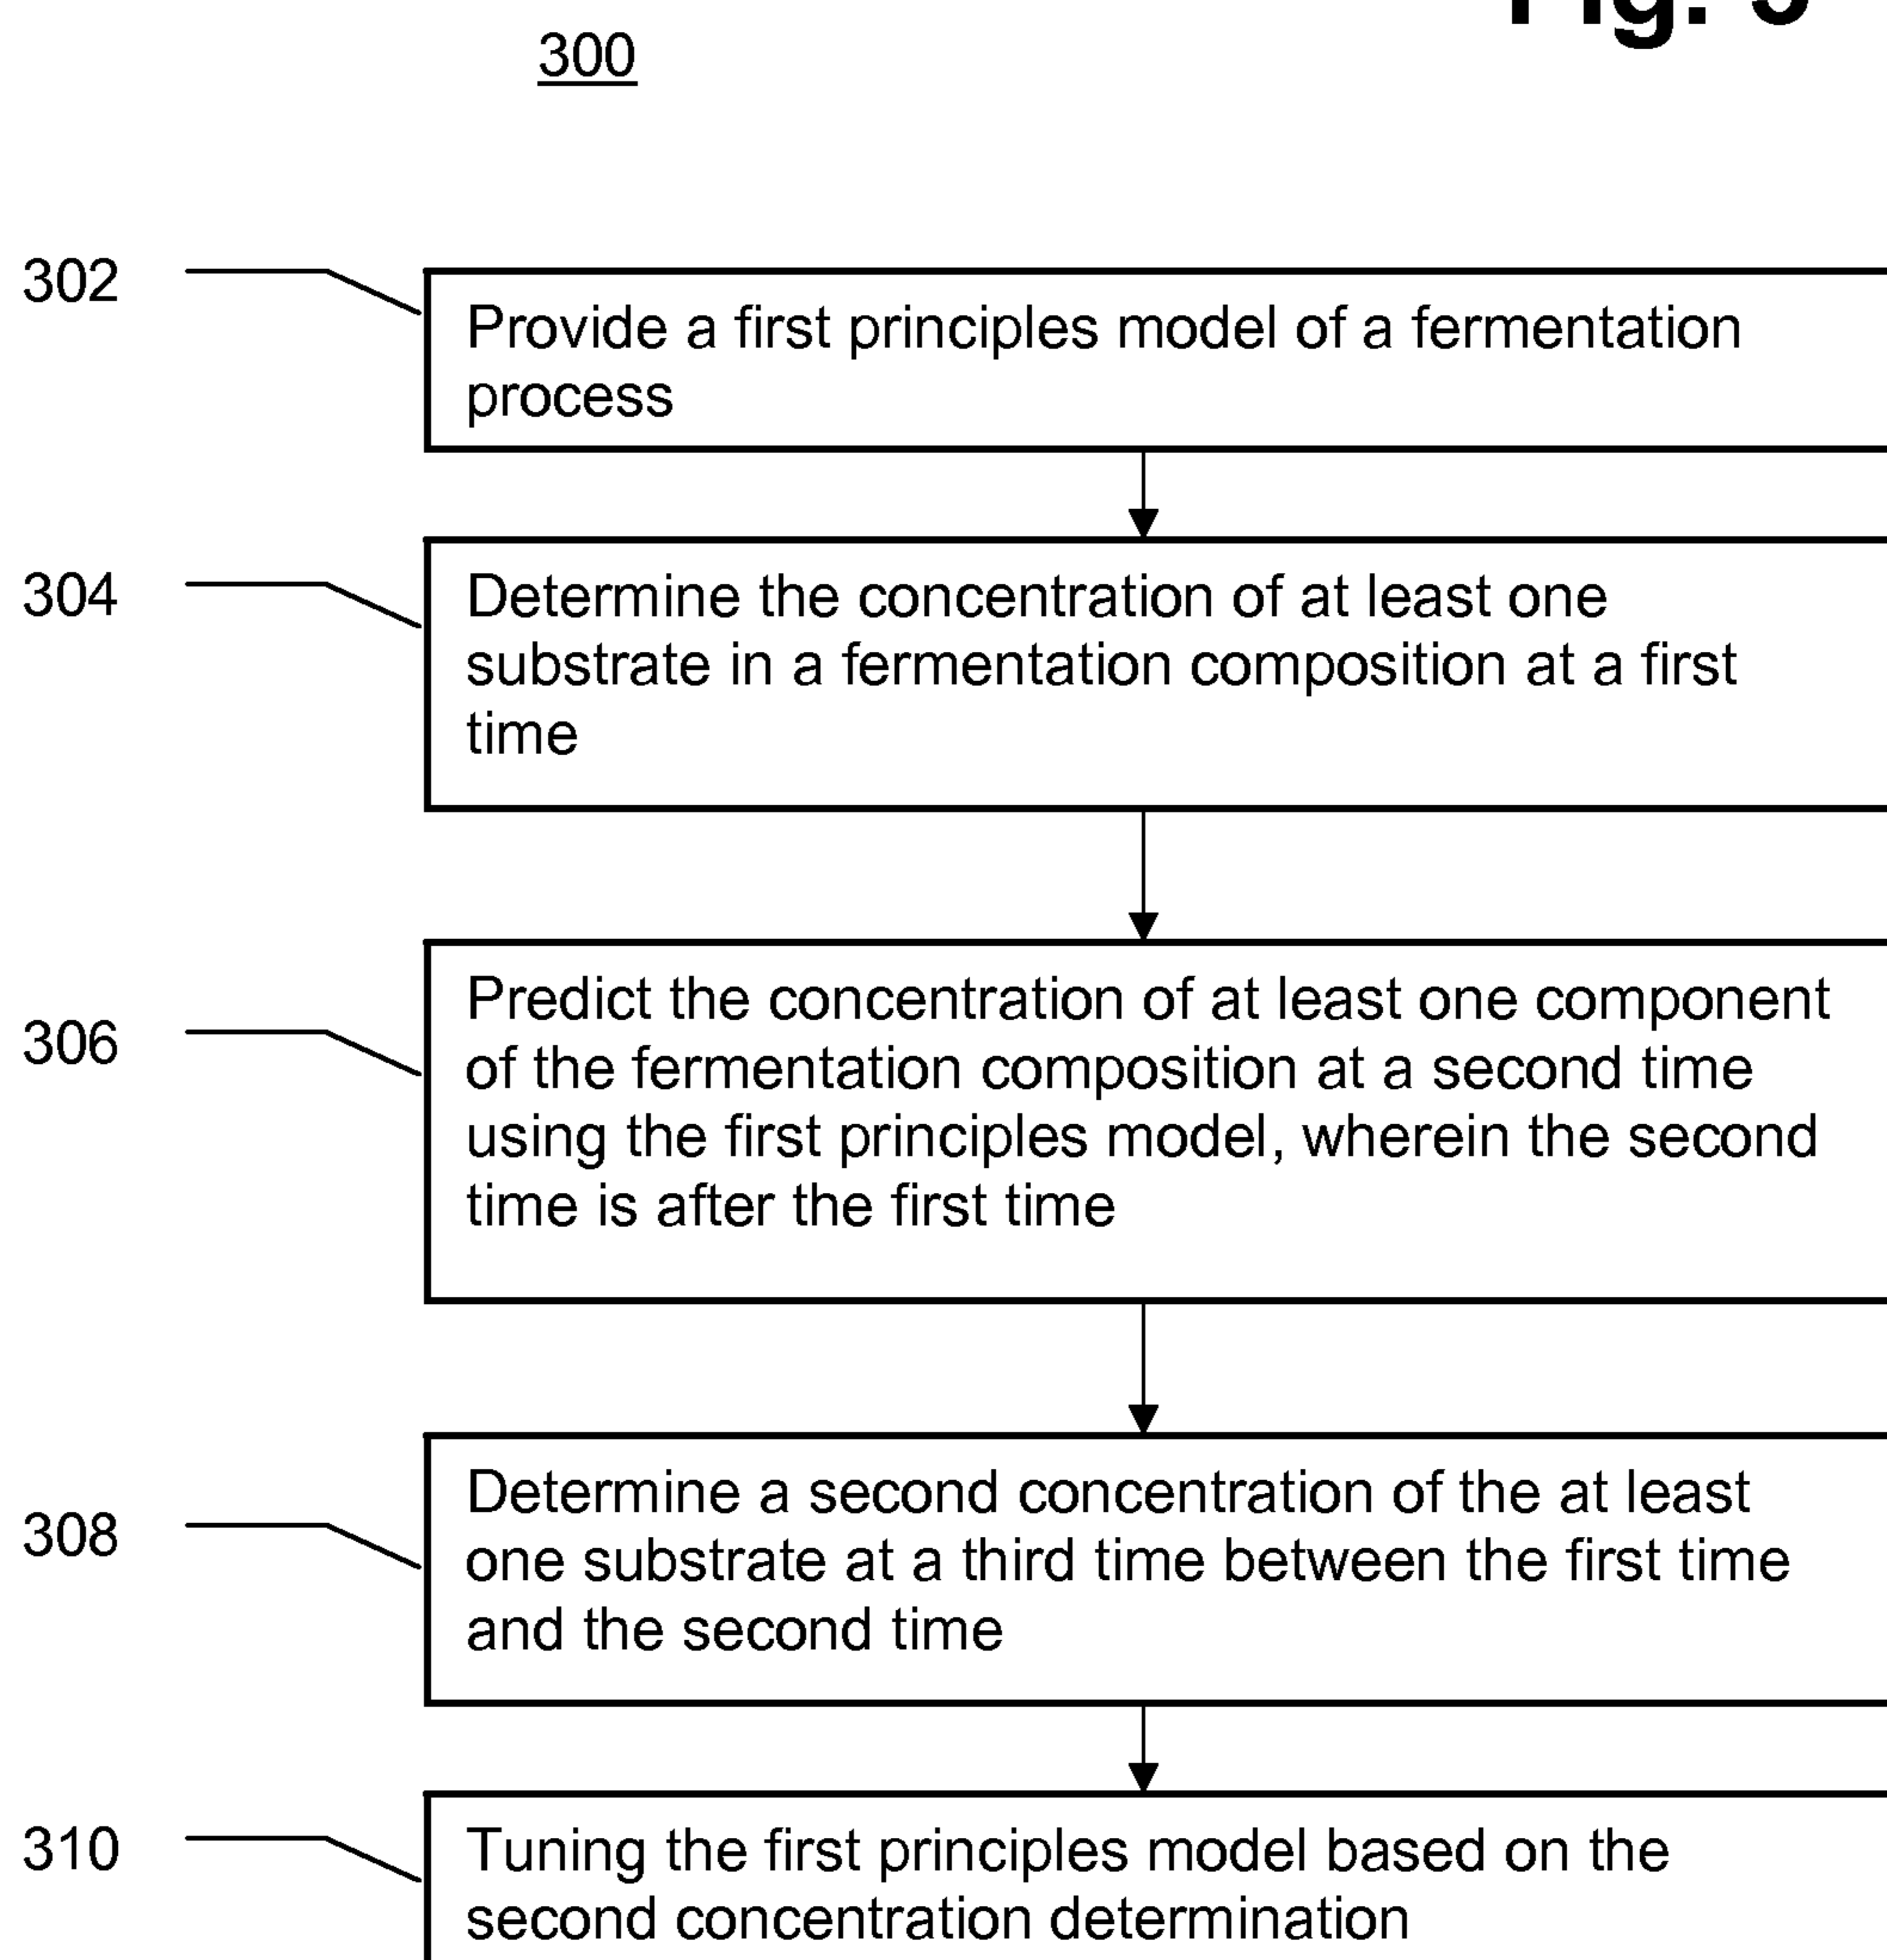 Fig.
300
302
Provide a first principles model of a fermentation
process
304
Determine the concentration of at least one
substrate in a fermentation composition at a first
time
306
Predict the concentration of at least one component
of the fermentation composition at a second time
using the first principles model, wherein the second
time is after the first time
308
Determine a second concentration of the at least
one substrate at a third time between the first time
and the second time
310
Tuning the first principles model based on the
second concentration determination